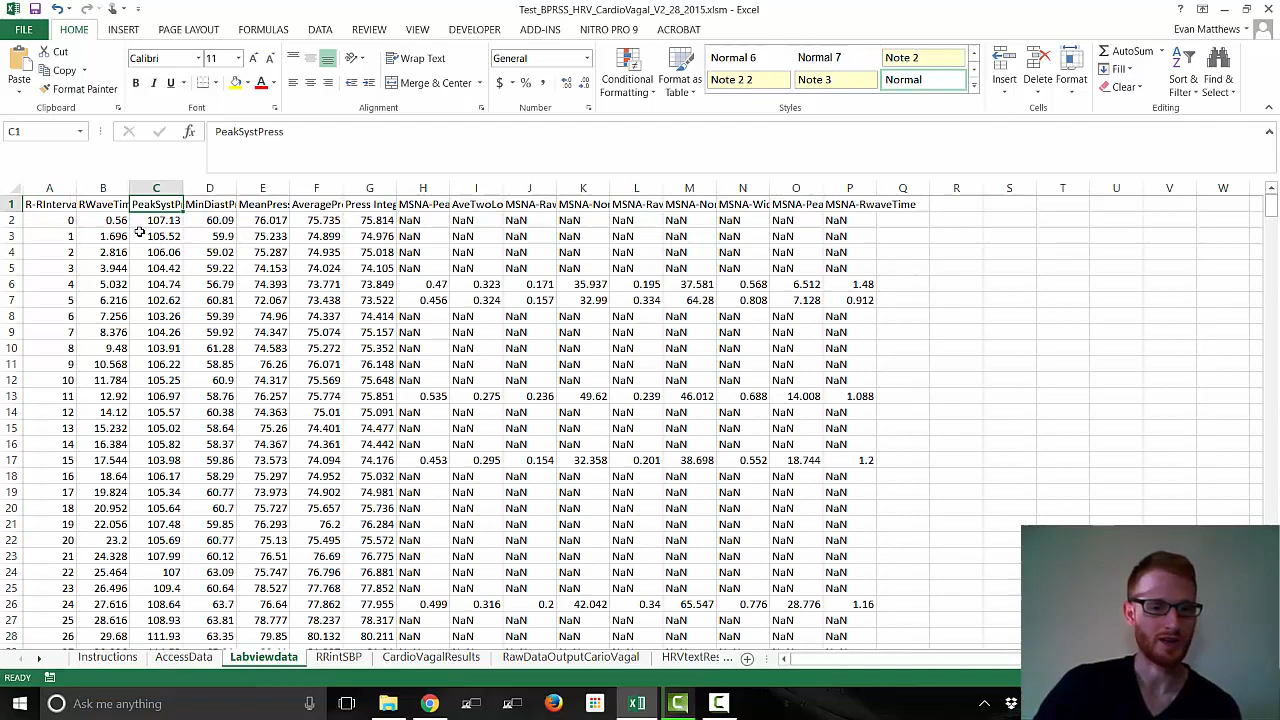 Test_BPRSS_HRV_CardioVagal_V2_28_2015.xlsm - Excel
FILE HOME INSERT PAGE LAYOUT FORMULAS DATA REVIEW VIEW DEVELOPER ADD-INS NITRO PRO 9 ACROBAT Evan Matthews
Cut
Copy
Format Painter
Paste
Clipboard
Calibri 11
B I U
Font
Wrap Text
Merge & Center
Alignment
General
$ % ,
Number
Conditional Formatting
Format as Table
Normal 6 Normal 7 Note 2
Note 2 2 Note 3 Normal
Styles
Insert Delete Format
Cells
AutoSum
Fill
Clear
Sort & Filter
Find & Select
Editing
C1 fx PeakSystPress
A B C D E F G H I J K L M N O P Q R S T U V W
1 R-RInterva RWaveTim PeakSystPr MinDiastPr MeanPress AveragePre Press Integ MSNA-Pea AveTwoLo MSNA-Raw MSNA-Nor MSNA-Rav MSNA-Nor MSNA-Wid MSNA-Pea MSNA-RwaveTime
2 0 0.56 107.13 60.09 76.017 75.735 75.814 NaN NaN NaN NaN NaN NaN NaN NaN NaN
3 1 1.696 105.52 59.9 75.233 74.899 74.976 NaN NaN NaN NaN NaN NaN NaN NaN NaN
4 2 2.816 106.06 59.02 75.287 74.935 75.018 NaN NaN NaN NaN NaN NaN NaN NaN NaN
5 3 3.944 104.42 59.22 74.153 74.024 74.105 NaN NaN NaN NaN NaN NaN NaN NaN NaN
6 4 5.032 104.74 56.79 74.393 73.771 73.849 0.47 0.323 0.171 35.937 0.195 37.581 0.568 6.512 1.48
7 5 6.216 102.62 60.81 72.067 73.438 73.522 0.456 0.324 0.157 32.99 0.334 64.28 0.808 7.128 0.912
8 6 7.256 103.26 59.39 74.96 74.337 74.414 NaN NaN NaN NaN NaN NaN NaN NaN NaN
9 7 8.376 104.26 59.92 74.347 75.074 75.157 NaN NaN NaN NaN NaN NaN NaN NaN NaN
10 8 9.48 103.91 61.28 74.583 75.272 75.352 NaN NaN NaN NaN NaN NaN NaN NaN NaN
11 9 10.568 106.22 58.85 76.26 76.071 76.148 NaN NaN NaN NaN NaN NaN NaN NaN NaN
12 10 11.784 105.25 60.9 74.317 75.569 75.648 NaN NaN NaN NaN NaN NaN NaN NaN NaN
13 11 12.92 106.97 58.76 76.257 75.774 75.851 0.535 0.275 0.236 49.62 0.239 46.012 0.688 14.008 1.088
14 12 14.12 105.57 60.38 74.363 75.01 75.091 NaN NaN NaN NaN NaN NaN NaN NaN NaN
15 13 15.232 105.02 58.64 75.26 74.401 74.477 NaN NaN NaN NaN NaN NaN NaN NaN NaN
16 14 16.384 105.82 58.37 74.367 74.361 74.442 NaN NaN NaN NaN NaN NaN NaN NaN NaN
17 15 17.544 103.98 59.86 73.573 74.094 74.176 0.453 0.295 0.154 32.358 0.201 38.698 0.552 18.744 1.2
18 16 18.64 106.17 58.29 75.297 74.952 75.032 NaN NaN NaN NaN NaN NaN NaN NaN NaN
19 17 19.824 105.34 60.77 73.973 74.902 74.981 NaN NaN NaN NaN NaN NaN NaN NaN NaN
20 18 20.952 105.64 60.7 75.727 75.657 75.736 NaN NaN NaN NaN NaN NaN NaN NaN NaN
21 19 22.056 107.48 59.85 76.293 76.2 76.284 NaN NaN NaN NaN NaN NaN NaN NaN NaN
22 20 23.2 105.69 60.77 75.13 75.495 75.572 NaN NaN NaN NaN NaN NaN NaN NaN NaN
23 21 24.328 107.99 60.12 76.51 76.69 76.775 NaN NaN NaN NaN NaN NaN NaN NaN NaN
24 22 25.464 107 63.09 75.747 76.796 76.881 NaN NaN NaN NaN NaN NaN NaN NaN NaN
25 23 26.496 109.4 60.64 78.527 77.768 77.852 NaN NaN NaN NaN NaN NaN NaN NaN NaN
26 24 27.616 108.64 63.7 76.64 77.862 77.955 0.499 0.316 0.2 42.042 0.34 65.547 0.776 28.776 1.16
27 25 28.616 108.93 63.81 78.777 78.237 78.317 NaN NaN NaN NaN NaN NaN NaN NaN NaN
28 26 29.68 111.93 63.35 79.85 80.132 80.211 NaN NaN NaN NaN NaN NaN NaN NaN NaN
Instructions AccessData Labviewdata RRintSBP CardioVagalResults RawDataOutputCarioVagal HRVtextRes ...
READY
Ask me anything